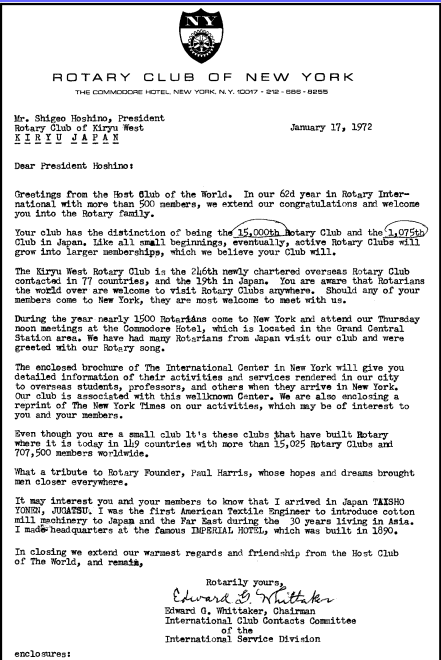 NY
ROTARY CLUB OF NEW YORK
THE COMMODORE HOTEL, NEW YORK, N.Y. 10017 - 212 - 686 - 8255
Mr. Shigeo Hoshino, President
Rotary Club of Kiryu West
January 17, 1972
K I R Y U J A P A N
Dear President Hoshino:
Greetings from the Host Club of the World. In our 62d year in Rotary Inter-
national with more than 500 members, we extend our congratulations and welcome
you into the Rotary family.
Your club has the distinction of being the 15,000th Rotary Club and the 1,075th
Club in Japan. Like all small beginnings, eventually, active Rotary Clubs will
grow into larger memberships, which we believe your Club will.
The Kiryu West Rotary Club is the 246th newly chartered overseas Rotary Club
contacted in 77 countries, and the 19th in Japan. You are aware that Rotarians
the world over are welcome to visit Rotary Clubs anywhere. Should any of your
members come to New York, they are most welcome to meet with us.
During the year nearly 1500 Rotarians come to New York and attend our Thursday
noon meetings at the Commodore Hotel, which is located in the Grand Central
Station area. We have had many Rotarians from Japan visit our club and were
greeted with our Rotary song.
The enclosed brochure of The International Center in New York will give you
detailed information of their activities and services rendered in our city
to overseas students, professors, and others when they arrive in New York.
Our club is associated with this wellknown Center. We are also enclosing a
reprint of The New York Times on our activities, which may be of interest to
you and your members.
Even though you are a small club It's these clubs that have built Rotary
where it is today in 149 countries with more than 15,025 Rotary Clubs and
707,500 members worldwide.
What a tribute to Rotary Founder, Paul Harris, whose hopes and dreams brought
men closer everywhere.
It may interest you and your members to know that I arrived in Japan TAISHO
YONEN, JUGATSU. I was the first American Textile Engineer to introduce cotton
mill machinery to Japan and the Far East during the 30 years living in Asia.
I made headquarters at the famous IMPERIAL HOTEL, which was built in 1890.
In closing we extend our warmest regards and friendship from the Host Club
of The World, and remain,
Rotarily yours,
Edward G. Whittaker
Edward G. Whittaker, Chairman
International Club Contacts Committee
of the
International Service Division
enclosures: